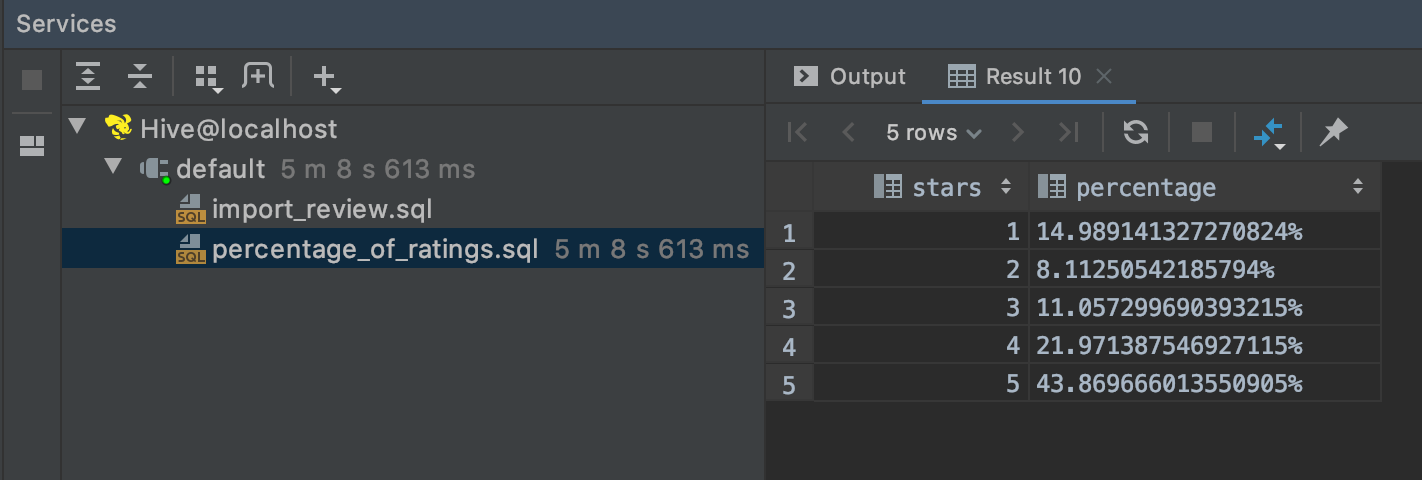 Services
Hive@localhost
default 5 m 8 s 613 ms
SQL import_review.sql
SQL percentage_of_ratings.sql 5 m 8 s 613 ms
Output Result 10
5 rows
stars percentage
1 1 14.989141327270824%
2 2 8.11250542185794%
3 3 11.057299690393215%
4 4 21.971387546927115%
5 5 43.869666013550905%